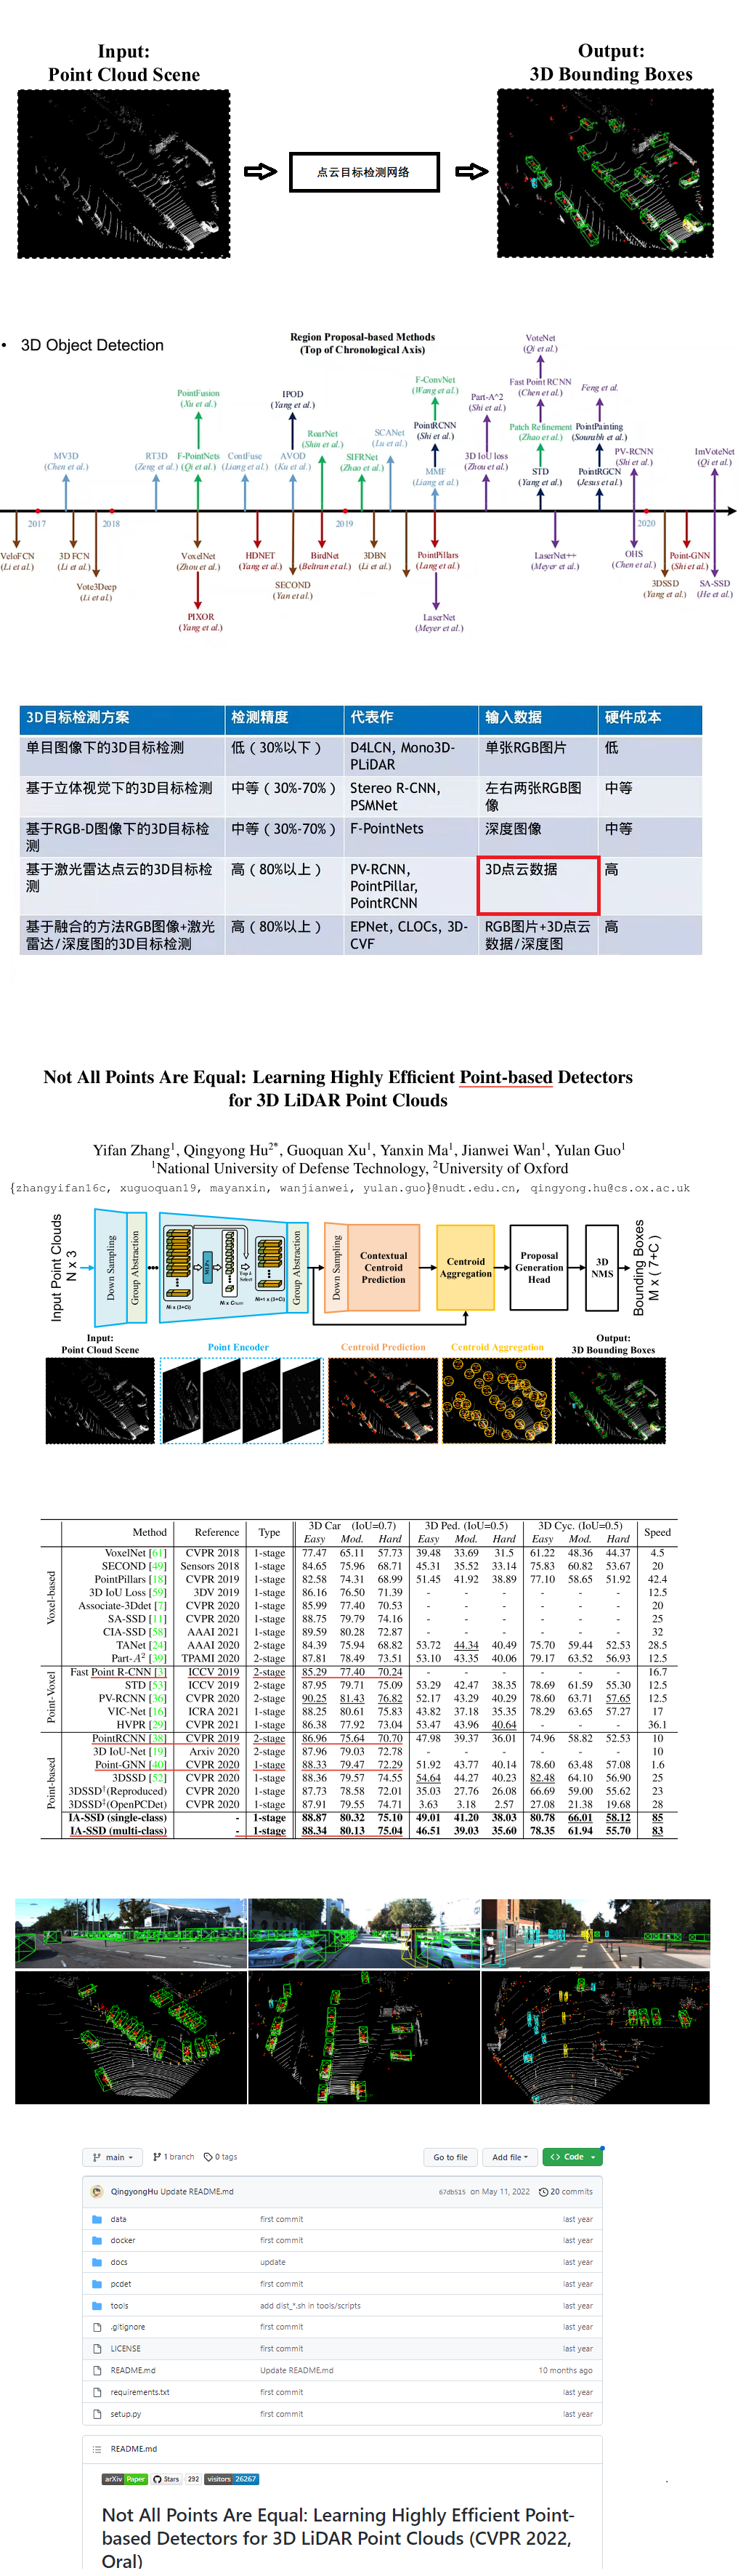 Input:
Point Cloud Scene
Output:
3D Bounding Boxes
点云目标检测网络
• 3D Object Detection
Region Proposal-based Methods
(Top of Chronological Axis)
VoteNet
(Qi et al.)
F-ConvNet
(Wang et al.)
Fast Point RCNN
(Chen et al.)
Feng et al.
PointFusion
(Xu et al.)
IPOD
(Yang et al.)
Part-A^2
(Shi et al.)
RoarNet
(Shin et al.)
SCANet
(Lu et al.)
PointRCNN
(Shi et al.)
Patch Refinement
(Zhao et al.)
PointPainting
(Sourabh et al.)
MV3D
(Chen et al.)
RT3D
(Zeng et al.)
F-PointNets
(Qi et al.)
ContFuse
(Liang et al.)
AVOD
(Ku et al.)
SIFRNet
(Zhao et al.)
MMF
(Liang et al.)
3D IoU loss
(Zhou et al.)
STD
(Yang et al.)
PointRGCN
(Jesus et al.)
PV-RCNN
(Shi et al.)
ImVoteNet
(Qi et al.)
2017 2018 2019 2020
VeloFCN
(Li et al.)
3D FCN
(Li et al.)
Vote3Deep
(Li et al.)
VoxelNet
(Zhou et al.)
PIXOR
(Yang et al.)
HDNET
(Yang et al.)
SECOND
(Yan et al.)
BirdNet
(Beltran et al.)
3DBN
(Li et al.)
PointPillars
(Lang et al.)
LaserNet
(Meyer et al.)
LaserNet++
(Meyer et al.)
OHS
(Chen et al.)
3DSSD
(Yang et al.)
Point-GNN
(Shi et al.)
SA-SSD
(He et al.)
3D目标检测方案 检测精度 代表作 输入数据 硬件成本
单目图像下的3D目标检测 低（30%以下） D4LCN, Mono3D-PLiDAR 单张RGB图片 低
基于立体视觉下的3D目标检测 中等（30%-70%） Stereo R-CNN, PSMNet 左右两张RGB图像 中等
基于RGB-D图像下的3D目标检测 中等（30%-70%） F-PointNets 深度图像 中等
基于激光雷达点云的3D目标检测 高（80%以上） PV-RCNN, PointPillar, PointRCNN 3D点云数据 高
基于融合的方法RGB图像+激光雷达/深度图的3D目标检测 高（80%以上） EPNet, CLOCs, 3D-CVF RGB图片+3D点云数据/深度图 高
Not All Points Are Equal: Learning Highly Efficient Point-based Detectors
for 3D LiDAR Point Clouds
Yifan Zhang1, Qingyong Hu2*, Guoquan Xu1, Yanxin Ma1, Jianwei Wan1, Yulan Guo1
1National University of Defense Technology, 2University of Oxford
{zhangyifan16c, xuguoquan19, mayanxin, wanjianwei, yulan.guo}@nudt.edu.cn, qingyong.hu@cs.ox.ac.uk
Input Point Clouds
N x 3
Down Sampling
Group Abstraction
MLPs
Top k
Select
Group Abstraction
Down Sampling
Contextual
Centroid
Prediction
Centroid
Aggregation
Proposal
Generation
Head
3D
NMS
Bounding Boxes
M x ( 7+C )
Input:
Point Cloud Scene
Point Encoder
Centroid Prediction
Centroid Aggregation
Output:
3D Bounding Boxes
Method Reference Type 3D Car (IoU=0.7) 3D Ped. (IoU=0.5) 3D Cyc. (IoU=0.5) Speed
Easy Mod. Hard Easy Mod. Hard Easy Mod. Hard
Voxel-based
VoxelNet [61] CVPR 2018 1-stage 77.47 65.11 57.73 39.48 33.69 31.5 61.22 48.36 44.37 4.5
SECOND [49] Sensors 2018 1-stage 84.65 75.96 68.71 45.31 35.52 33.14 75.83 60.82 53.67 20
PointPillars [18] CVPR 2019 1-stage 82.58 74.31 68.99 51.45 41.92 38.89 77.10 58.65 51.92 42.4
3D IoU Loss [59] 3DV 2019 1-stage 86.16 76.50 71.39 - - - - - - 12.5
Associate-3Ddet [7] CVPR 2020 1-stage 85.99 77.40 70.53 - - - - - - 20
SA-SSD [11] CVPR 2020 1-stage 88.75 79.79 74.16 - - - - - - 25
CIA-SSD [58] AAAI 2021 1-stage 89.59 80.28 72.87 - - - - - - 32
TANet [24] AAAI 2020 2-stage 84.39 75.94 68.82 53.72 44.34 40.49 75.70 59.44 52.53 28.5
Part-A2 [39] TPAMI 2020 2-stage 87.81 78.49 73.51 53.10 43.35 40.06 79.17 63.52 56.93 12.5
Point-Voxel
Fast Point R-CNN [3] ICCV 2019 2-stage 85.29 77.40 70.24 - - - - - - 16.7
STD [53] ICCV 2019 2-stage 87.95 79.71 75.09 53.29 42.47 38.35 78.69 61.59 55.30 12.5
PV-RCNN [36] CVPR 2020 2-stage 90.25 81.43 76.82 52.17 43.29 40.29 78.60 63.71 57.65 12.5
VIC-Net [16] ICRA 2021 1-stage 88.25 80.61 75.83 43.82 37.18 35.35 78.29 63.65 57.27 17
HVPR [29] CVPR 2021 1-stage 86.38 77.92 73.04 53.47 43.96 40.64 - - - 36.1
Point-based
PointRCNN [38] CVPR 2019 2-stage 86.96 75.64 70.70 47.98 39.37 36.01 74.96 58.82 52.53 10
3D IoU-Net [19] Arxiv 2020 2-stage 87.96 79.03 72.78 - - - - - - 10
Point-GNN [40] CVPR 2020 1-stage 88.33 79.47 72.29 51.92 43.77 40.14 78.60 63.48 57.08 1.6
3DSSD [52] CVPR 2020 1-stage 88.36 79.57 74.55 54.64 44.27 40.23 82.48 64.10 56.90 25
3DSSD†(Reproduced) CVPR 2020 1-stage 87.73 78.58 72.01 35.03 27.76 26.08 66.69 59.00 55.62 23
3DSSD‡(OpenPCDet) CVPR 2020 1-stage 87.91 79.55 74.71 3.63 3.18 2.57 27.08 21.38 19.68 28
IA-SSD (single-class) - 1-stage 88.87 80.32 75.10 49.01 41.20 38.03 80.78 66.01 58.12 85
IA-SSD (multi-class) - 1-stage 88.34 80.13 75.04 46.51 39.03 35.60 78.35 61.94 55.70 83
main 1 branch 0 tags Go to file Add file Code
QingyongHu Update README.md 67db515 on May 11, 2022 20 commits
data first commit last year
docker first commit last year
docs update last year
pcdet first commit last year
tools add dist_*.sh in tools/scripts last year
.gitignore first commit last year
LICENSE first commit last year
README.md Update README.md 10 months ago
requirements.txt first commit last year
setup.py first commit last year
README.md
arXiv Paper Stars 292 visitors 26267
Not All Points Are Equal: Learning Highly Efficient Point-
based Detectors for 3D LiDAR Point Clouds (CVPR 2022,
Oral)